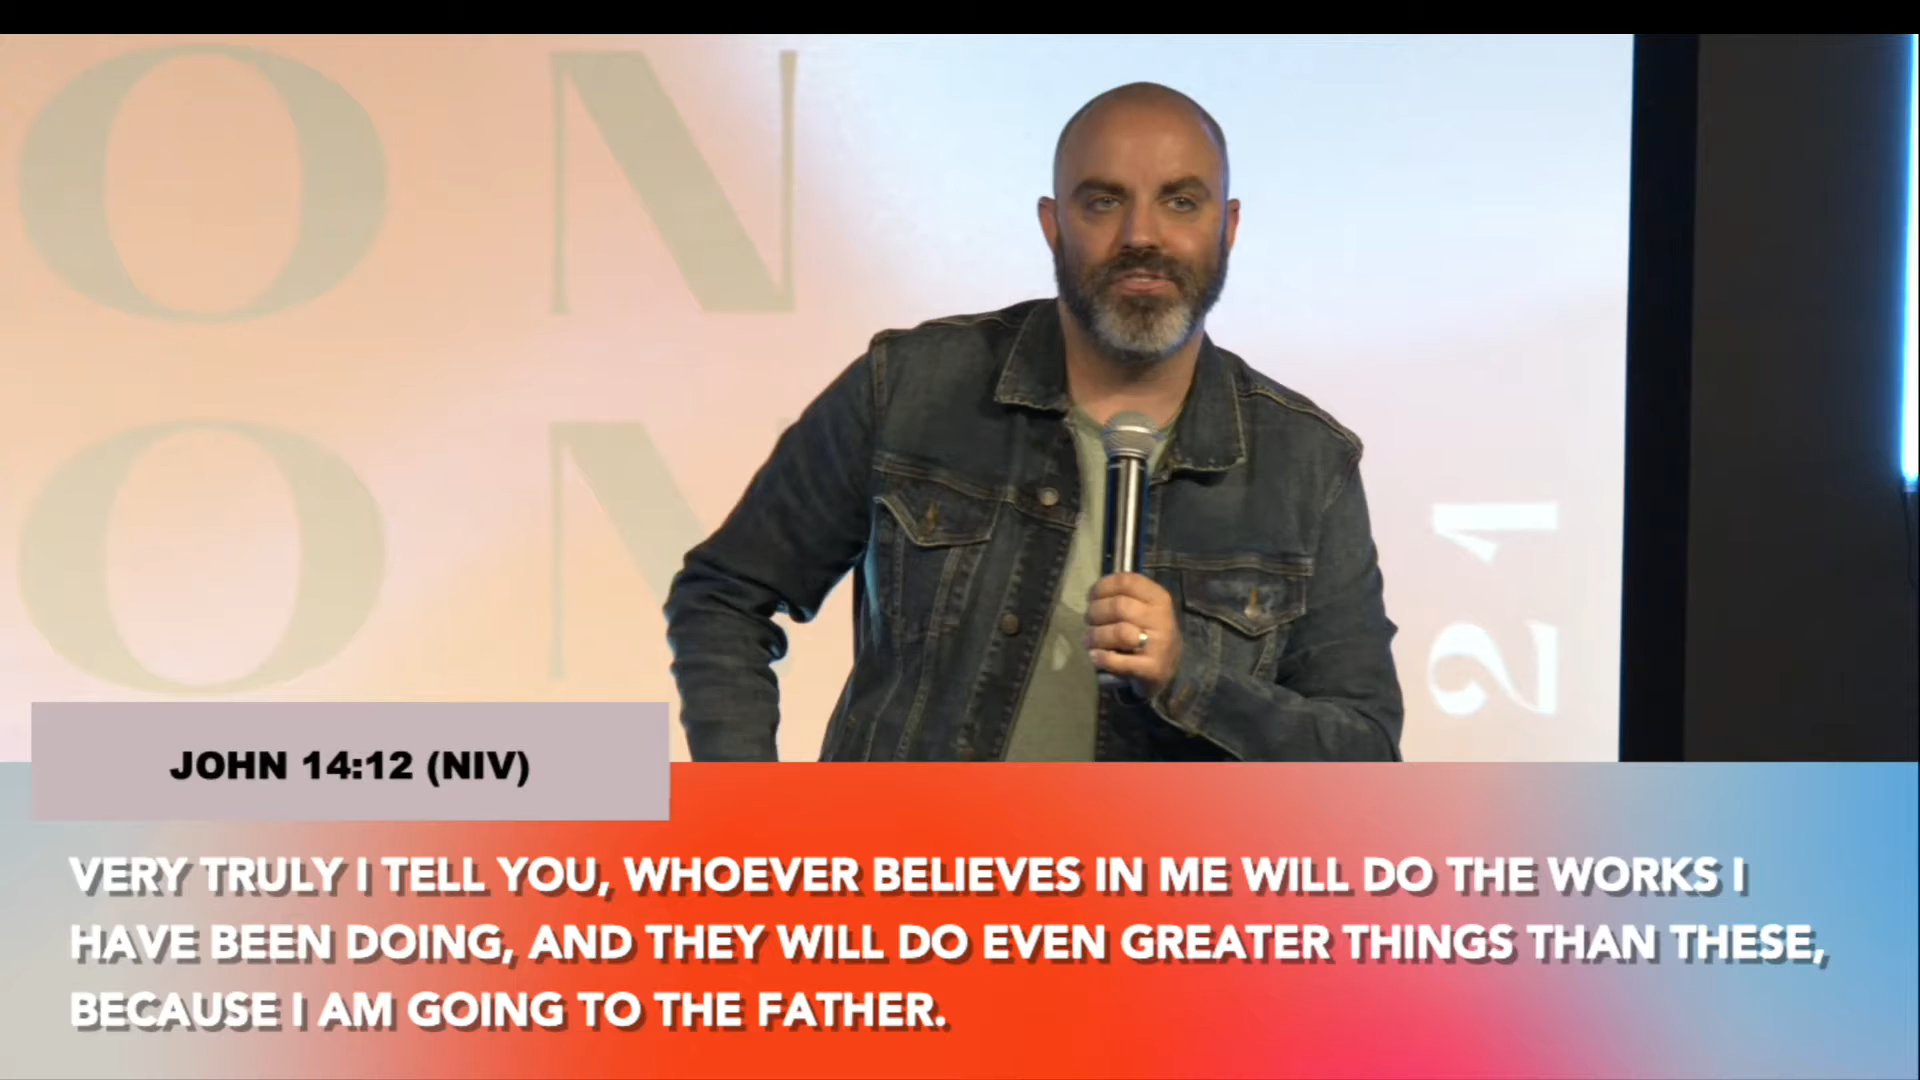 O N
O N
21
JOHN 14:12 (NIV)
VERY TRULY I TELL YOU, WHOEVER BELIEVES IN ME WILL DO THE WORKS I
HAVE BEEN DOING, AND THEY WILL DO EVEN GREATER THINGS THAN THESE,
BECAUSE I AM GOING TO THE FATHER.